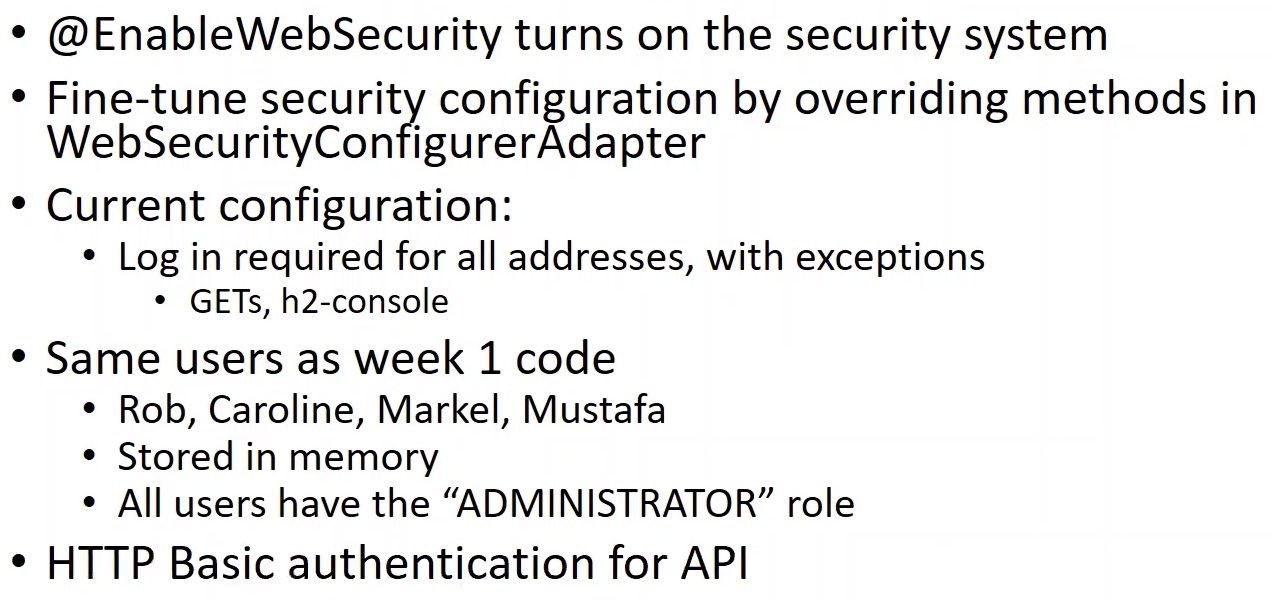 • @EnableWebSecurity turns on the security system
• Fine-tune security configuration by overriding methods in
WebSecurityConfigurerAdapter
• Current configuration:
• Log in required for all addresses, with exceptions
• GETs, h2-console
• Same users as week 1 code
• Rob, Caroline, Markel, Mustafa
• Stored in memory
• All users have the “ADMINISTRATOR” role
• HTTP Basic authentication for API